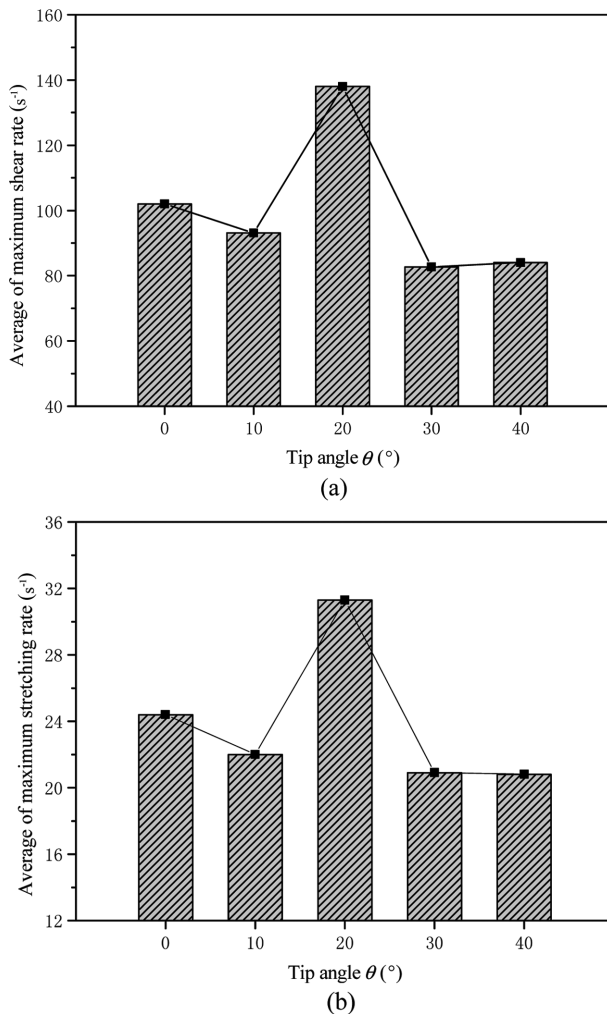 160
140
120
100
80
60
40
Average of maximum shear rate (s⁻¹)
0 10 20 30 40
Tip angle θ (°)
(a)
36
32
28
24
20
16
12
Average of maximum stretching rate (s⁻¹)
0 10 20 30 40
Tip angle θ (°)
(b)